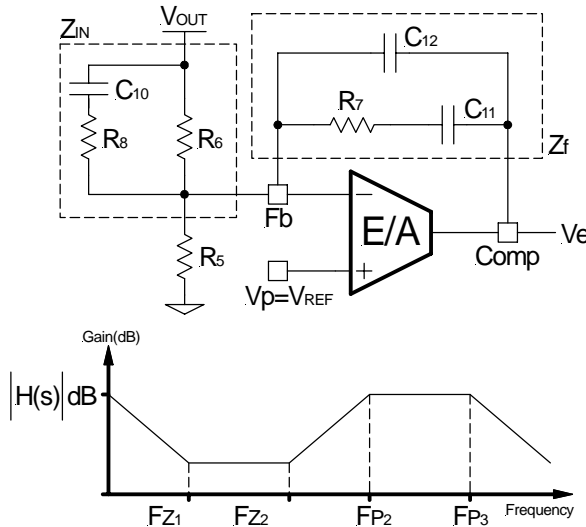 VOUT
ZIN
C10
R8
R6
C12
R7
C11
Zf
Fb
E/A
−
+
R5
Comp
Ve
Vp=VREF
Gain(dB)
|H(s)| dB
FZ1
FZ2
FP2
FP3
Frequency